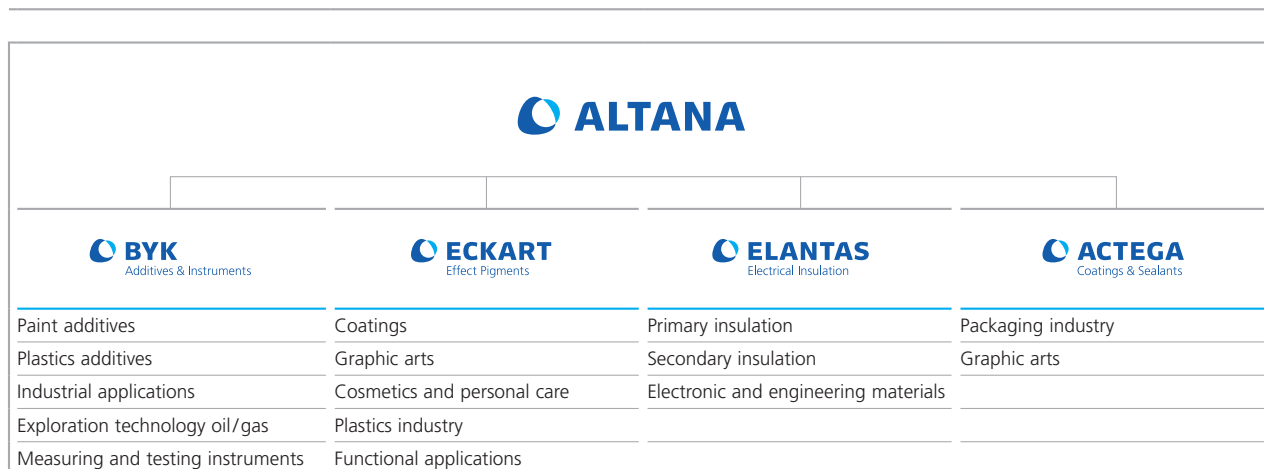 ALTANA
BYK
Additives & Instruments
ECKART
Effect Pigments
ELANTAS
Electrical Insulation
ACTEGA
Coatings & Sealants
Paint additives
Coatings
Primary insulation
Packaging industry
Plastics additives
Graphic arts
Secondary insulation
Graphic arts
Industrial applications
Cosmetics and personal care
Electronic and engineering materials
Exploration technology oil/gas
Plastics industry
Measuring and testing instruments
Functional applications